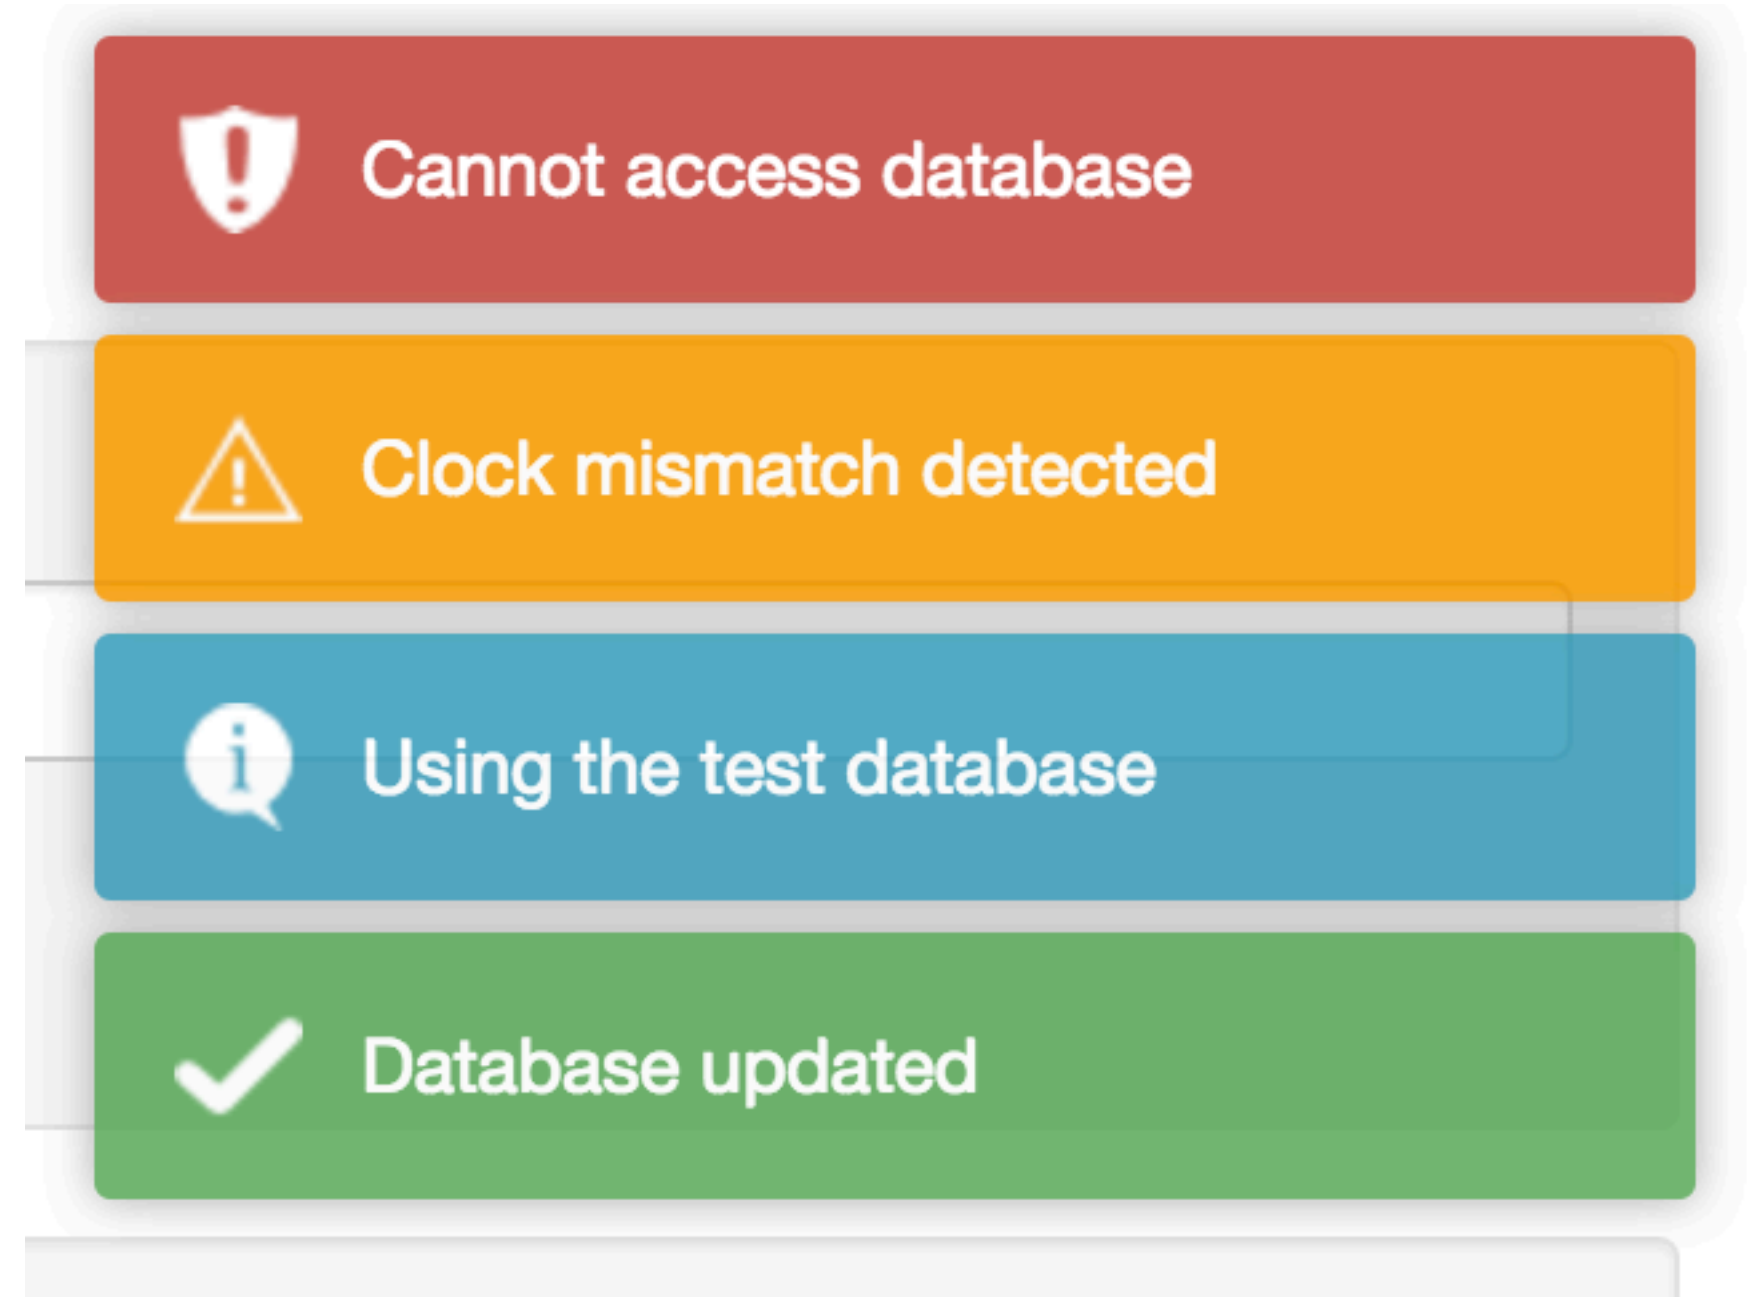 Cannot access database
Clock mismatch detected
Using the test database
Database updated